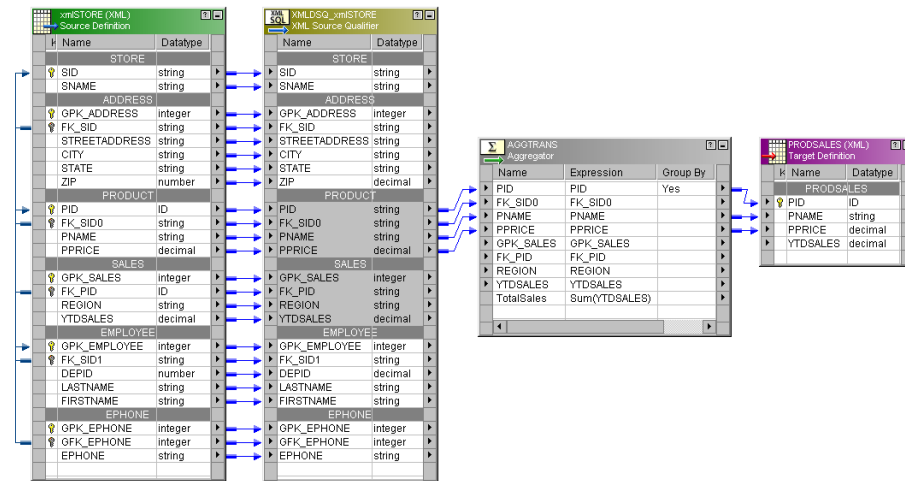 xmlSTORE (XML)
Source Definition
K Name Datatype
STORE
SID string
SNAME string
ADDRESS
GPK_ADDRESS integer
FK_SID string
STREETADDRESS string
CITY string
STATE string
ZIP number
PRODUCT
PID ID
FK_SID0 string
PNAME string
PPRICE decimal
SALES
GPK_SALES integer
FK_PID ID
REGION string
YTDSALES decimal
EMPLOYEE
GPK_EMPLOYEE integer
FK_SID1 string
DEPID number
LASTNAME string
FIRSTNAME string
EPHONE
GPK_EPHONE integer
GFK_EPHONE integer
EPHONE string
XML SQL
XMLDSQ_xmlSTORE
XML Source Qualifier
Name Datatype
STORE
SID string
SNAME string
ADDRESS
GPK_ADDRESS integer
FK_SID string
STREETADDRESS string
CITY string
STATE string
ZIP decimal
PRODUCT
PID string
FK_SID0 string
PNAME string
PPRICE decimal
SALES
GPK_SALES integer
FK_PID string
REGION string
YTDSALES decimal
EMPLOYEE
GPK_EMPLOYEE integer
FK_SID1 string
DEPID decimal
LASTNAME string
FIRSTNAME string
EPHONE
GPK_EPHONE integer
GFK_EPHONE integer
EPHONE string
Σ AGGTRANS
Aggregator
Name Expression Group By
PID PID Yes
FK_SID0 FK_SID0
PNAME PNAME
PPRICE PPRICE
GPK_SALES GPK_SALES
FK_PID FK_PID
REGION REGION
YTDSALES YTDSALES
TotalSales Sum(YTDSALES)
PRODSALES (XML)
Target Definition
K Name Datatype
PRODSALES
PID ID
PNAME string
PPRICE decimal
YTDSALES decimal